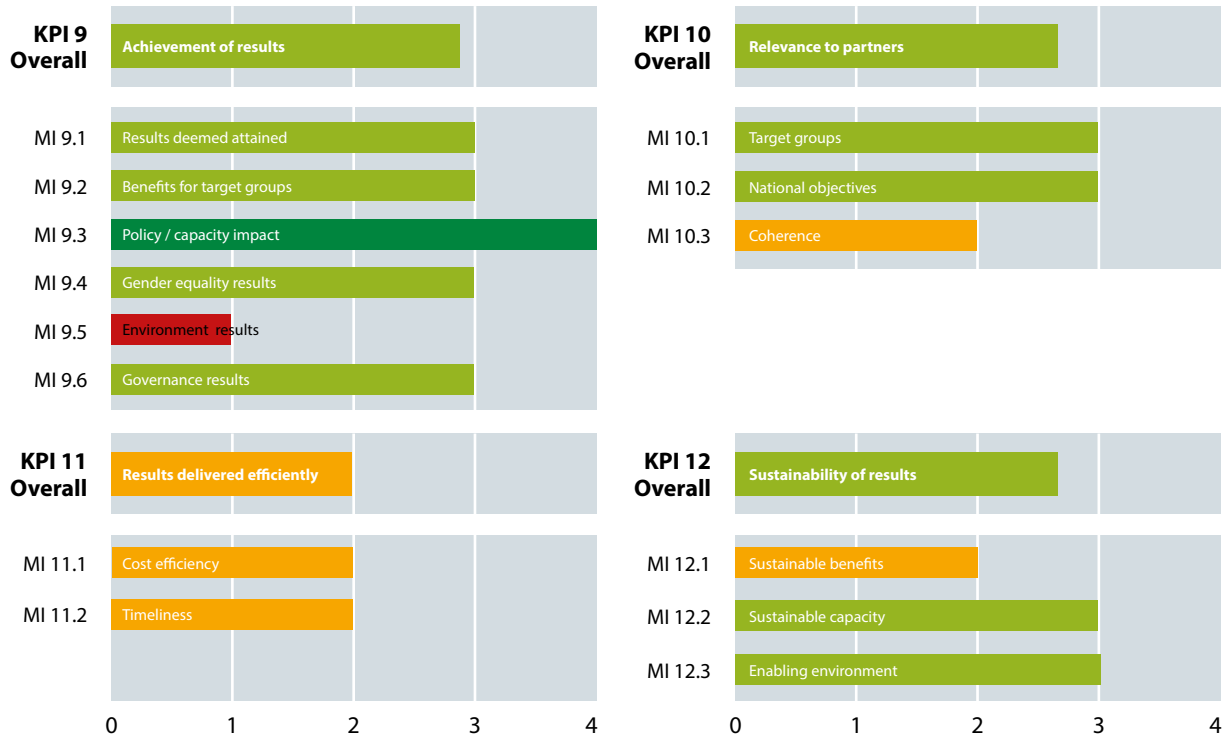 KPI 9
Overall
Achievement of results
MI 9.1
Results deemed attained
MI 9.2
Benefits for target groups
MI 9.3
Policy / capacity impact
MI 9.4
Gender equality results
MI 9.5
Environment results
MI 9.6
Governance results
KPI 10
Overall
Relevance to partners
MI 10.1
Target groups
MI 10.2
National objectives
MI 10.3
Coherence
KPI 11
Overall
Results delivered efficiently
MI 11.1
Cost efficiency
MI 11.2
Timeliness
0 1 2 3 4
KPI 12
Overall
Sustainability of results
MI 12.1
Sustainable benefits
MI 12.2
Sustainable capacity
MI 12.3
Enabling environment
0 1 2 3 4